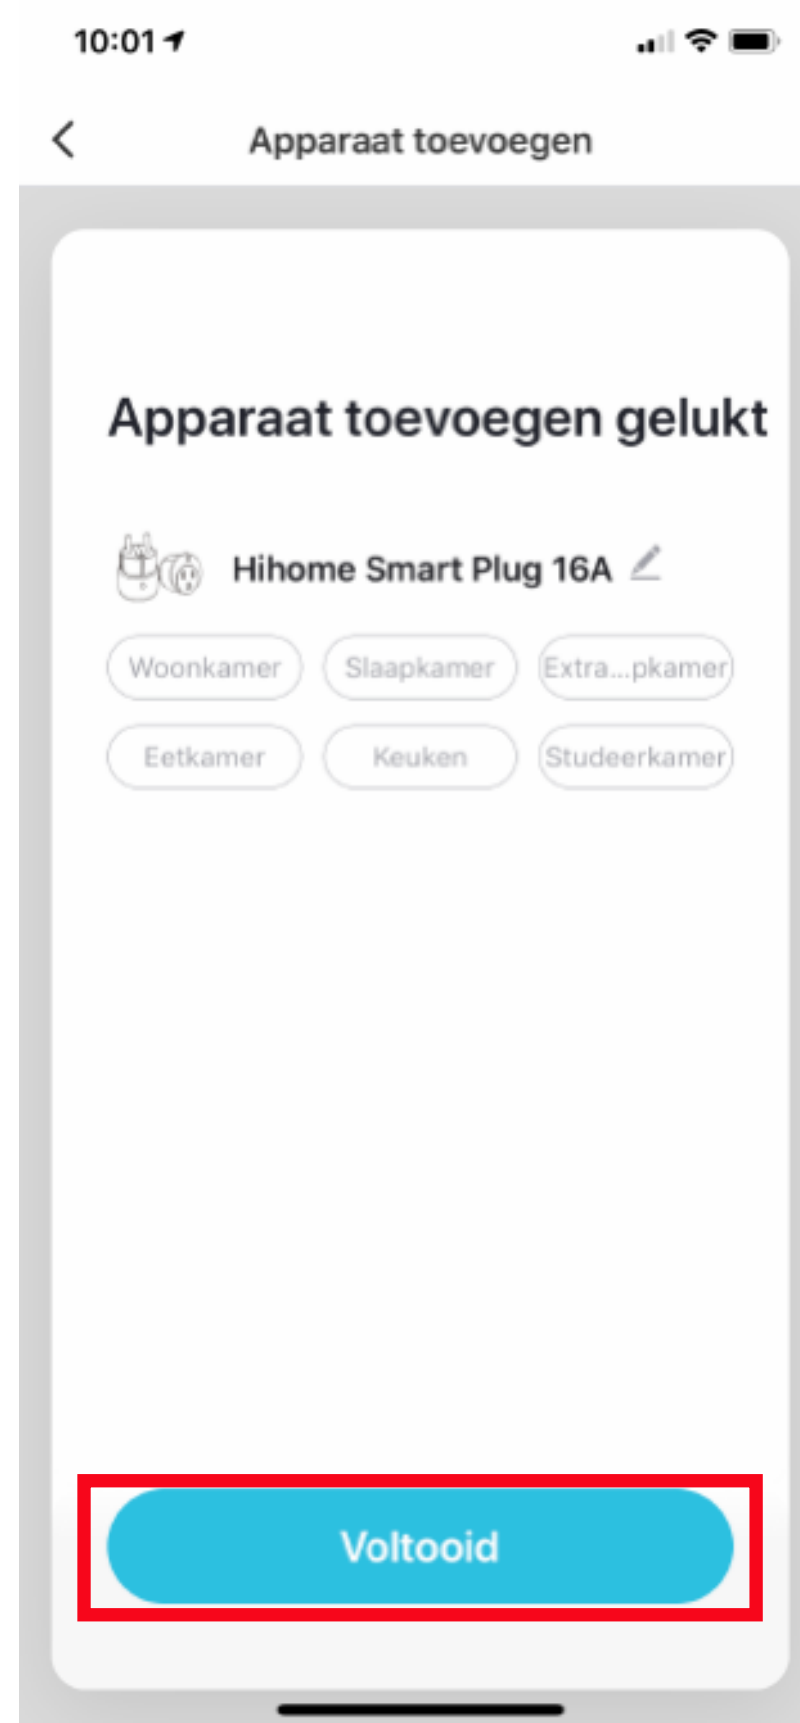 10:01
Apparaat toevoegen
Apparaat toevoegen gelukt
Hihome Smart Plug 16A
Woonkamer Slaapkamer Extra...pkamer
Eetkamer Keuken Studeerkamer
Voltooid